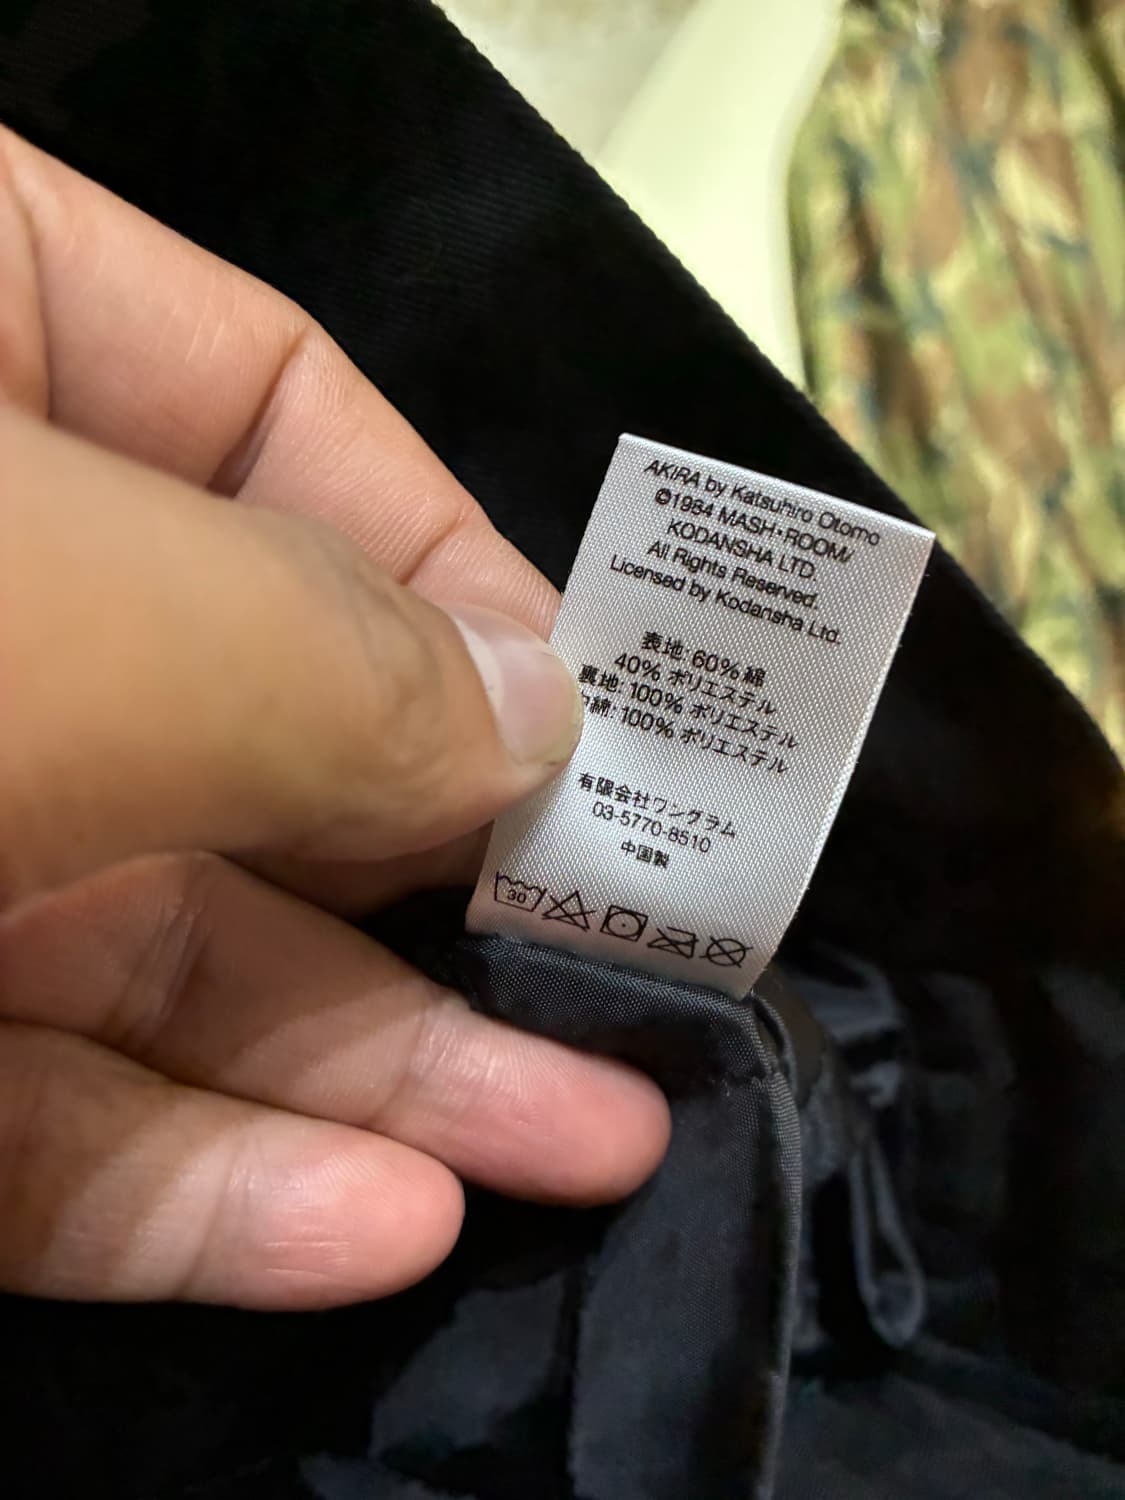 AKIRA by Katsuhiro Otomo
©1984 MASH・ROOM/
KODANSHA LTD.
All Rights Reserved.
Licensed by Kodansha Ltd.
表地: 60% 綿
40% ポリエステル
裏地: 100% ポリエステル
綿: 100% ポリエステル
有限会社ワングラム
03-5770-8510
中国製
30